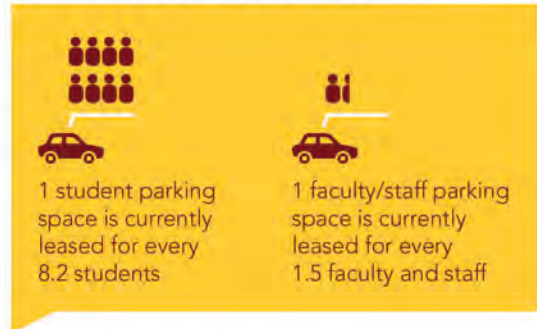 1 student parking
space is currently
leased for every
8.2 students
1 faculty/staff parking
space is currently
leased for every
1.5 faculty and staff